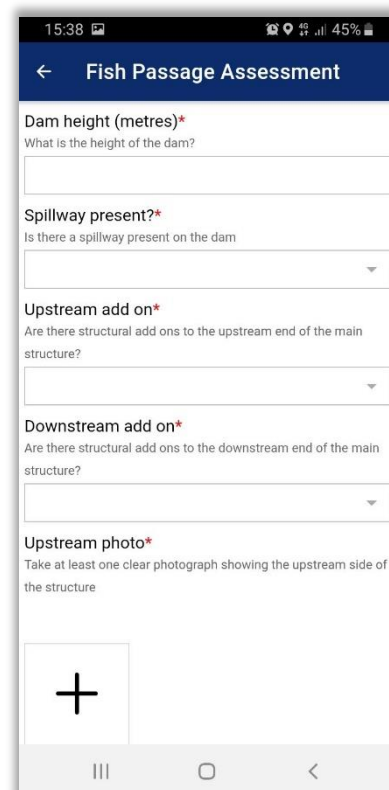 15:38 4G 45%
Fish Passage Assessment
Dam height (metres)*
What is the height of the dam?
Spillway present?*
Is there a spillway present on the dam
Upstream add on*
Are there structural add ons to the upstream end of the main
structure?
Downstream add on*
Are there structural add ons to the downstream end of the main
structure?
Upstream photo*
Take at least one clear photograph showing the upstream side of
the structure